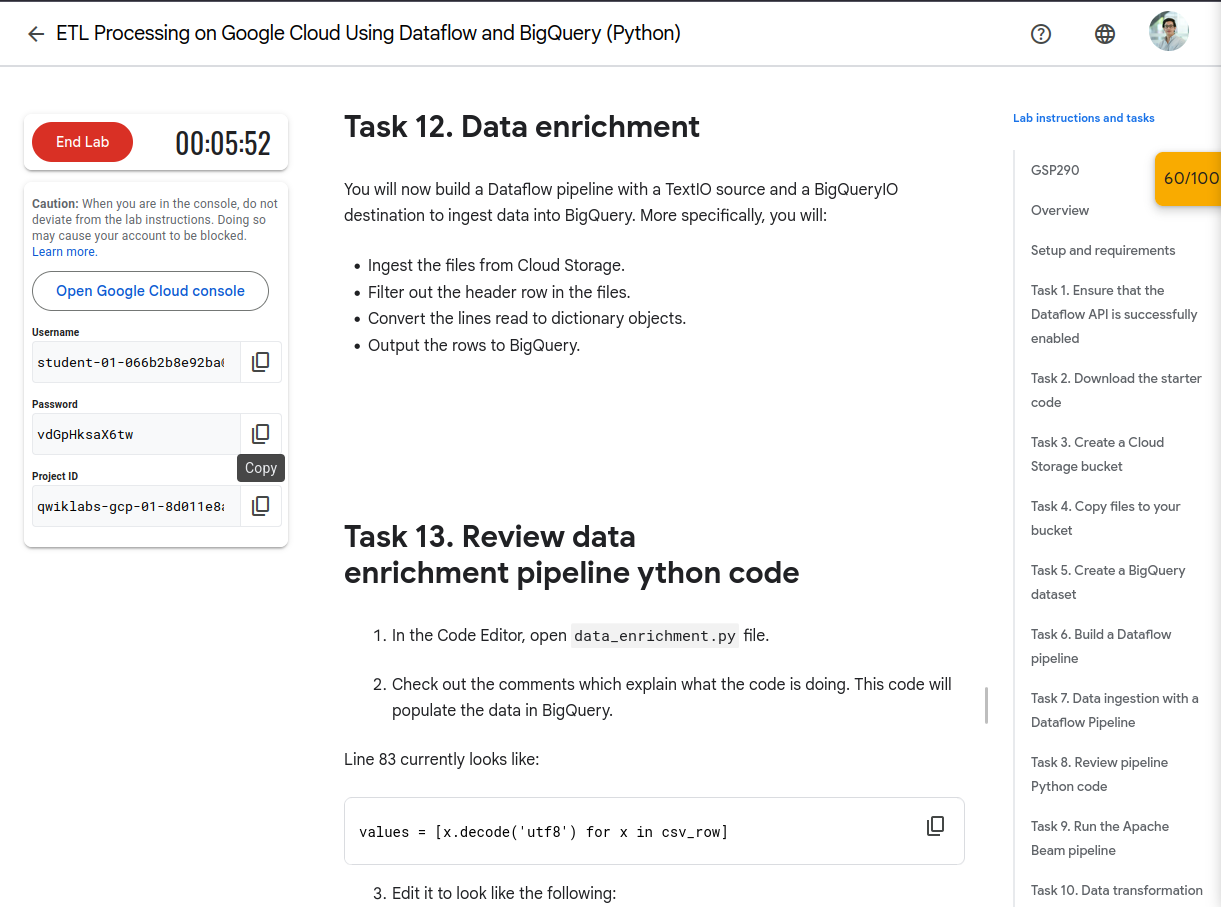 ETL Processing on Google Cloud Using Dataflow and BigQuery (Python)
End Lab
00:05:52
Caution: When you are in the console, do not
deviate from the lab instructions. Doing so
may cause your account to be blocked.
Learn more.
Open Google Cloud console
Username
student-01-066b2b8e92ba
Password
vdGpHksaX6tw
Copy
Project ID
qwiklabs-gcp-01-8d011e8
Task 12. Data enrichment
You will now build a Dataflow pipeline with a TextIO source and a BigQueryIO
destination to ingest data into BigQuery. More specifically, you will:
• Ingest the files from Cloud Storage.
• Filter out the header row in the files.
• Convert the lines read to dictionary objects.
• Output the rows to BigQuery.
Task 13. Review data
enrichment pipeline ython code
1. In the Code Editor, open data_enrichment.py file.
2. Check out the comments which explain what the code is doing. This code will
populate the data in BigQuery.
Line 83 currently looks like:
values = [x.decode('utf8') for x in csv_row]
3. Edit it to look like the following:
Lab instructions and tasks
60/100
GSP290
Overview
Setup and requirements
Task 1. Ensure that the
Dataflow API is successfully
enabled
Task 2. Download the starter
code
Task 3. Create a Cloud
Storage bucket
Task 4. Copy files to your
bucket
Task 5. Create a BigQuery
dataset
Task 6. Build a Dataflow
pipeline
Task 7. Data ingestion with a
Dataflow Pipeline
Task 8. Review pipeline
Python code
Task 9. Run the Apache
Beam pipeline
Task 10. Data transformation